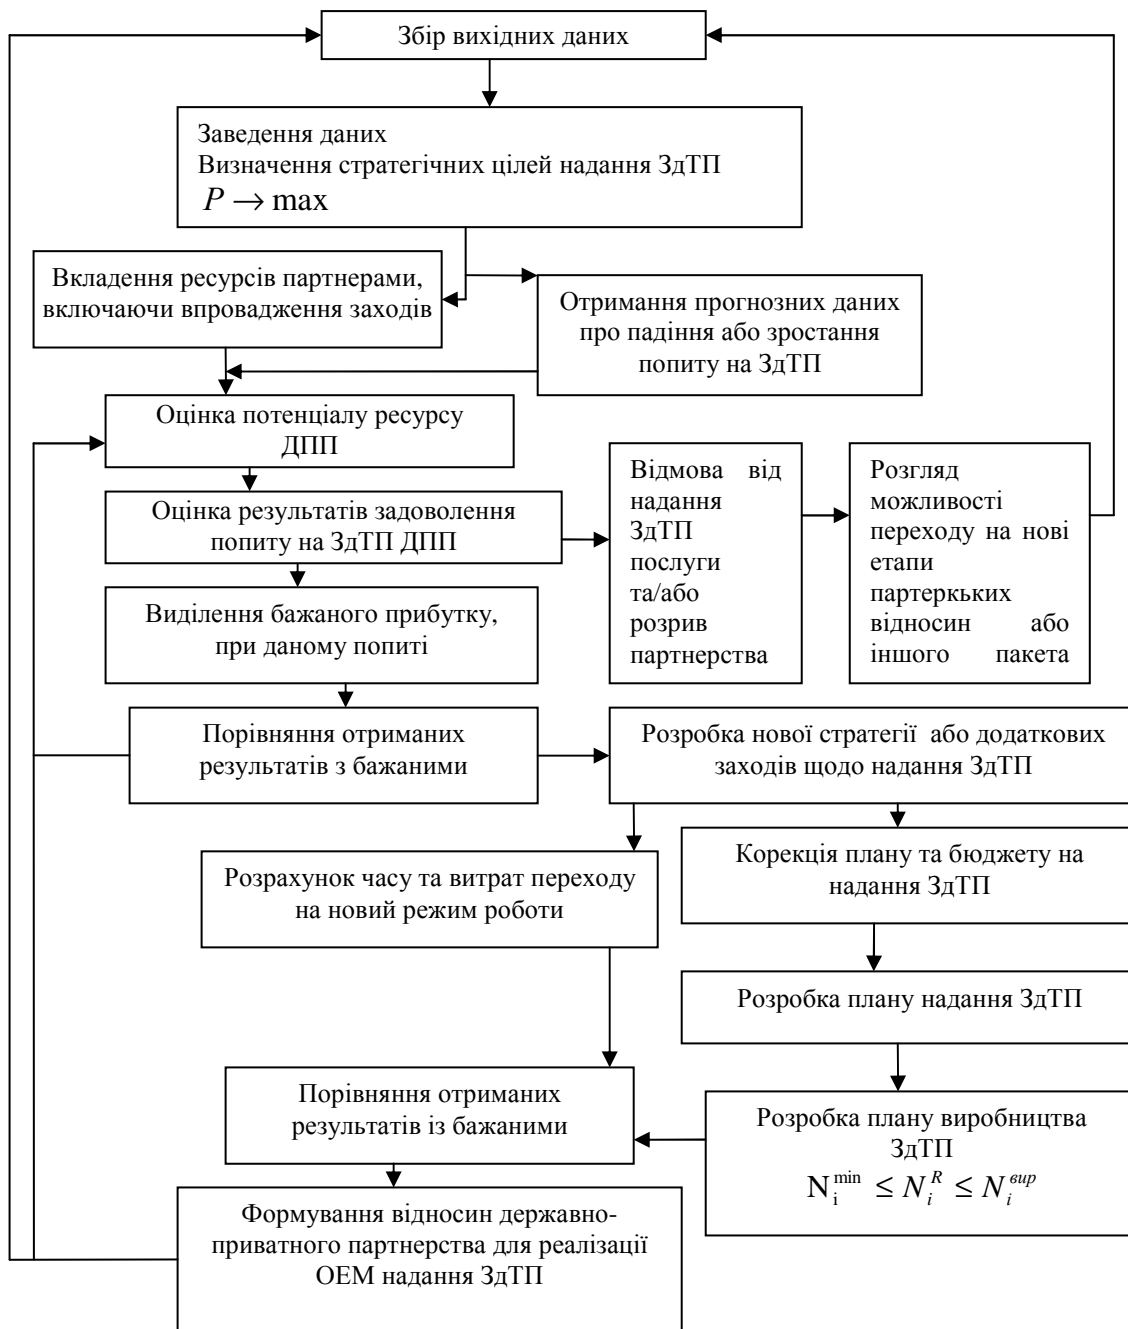 Збір вихідних даних
Заведення даних
Визначення стратегічних цілей надання ЗдТП
P → max
Вкладення ресурсів партнерами,
включаючи впровадження заходів
Отримання прогнозних даних
про падіння або зростання
попиту на ЗдТП
Оцінка потенціалу ресурсу
ДПП
Оцінка результатів задоволення
попиту на ЗдТП ДПП
Відмова від
надання
ЗдТП
послуги
та/або
розрив
партнерства
Розгляд
можливості
переходу на нові
етапи
партеркьких
відносин або
іншого пакета
Виділення бажаного прибутку,
при даному попиті
Порівняння отриманих
результатів з бажаними
Розробка нової стратегії або додаткових
заходів щодо надання ЗдТП
Розрахунок часу та витрат переходу
на новий режим роботи
Корекція плану та бюджету на
надання ЗдТП
Розробка плану надання ЗдТП
Порівняння отриманих
результатів із бажаними
Розробка плану виробництва
ЗдТП
N_i^min ≤ N_i^R ≤ N_i^вир
Формування відносин державно-
приватного партнерства для реалізації
ОЕМ надання ЗдТП